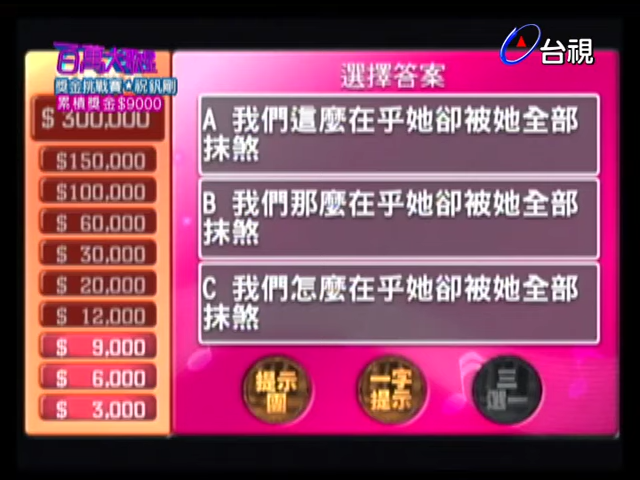 百萬大歌星
台視
獎金挑戰賽★祝釩剛
累積獎金$9000
選擇答案
$ 300,000
$150,000
$100,000
$ 60,000
$ 30,000
$ 20,000
$ 12,000
$ 9,000
$ 6,000
$ 3,000
A 我們這麼在乎她卻被她全部
抹煞
B 我們那麼在乎她卻被她全部
抹煞
C 我們怎麼在乎她卻被她全部
抹煞
提示
圖
一字
提示
三
選一